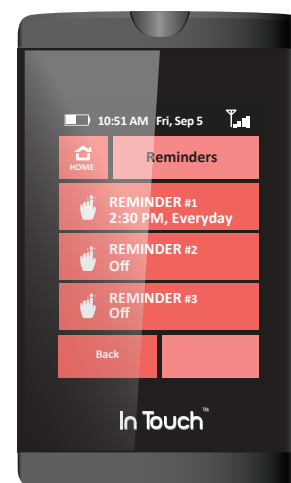 10:51 AM Fri, Sep 5
HOME
Reminders
REMINDER #1
2:30 PM, Everyday
REMINDER #2
Off
REMINDER #3
Off
Back
In Touch™